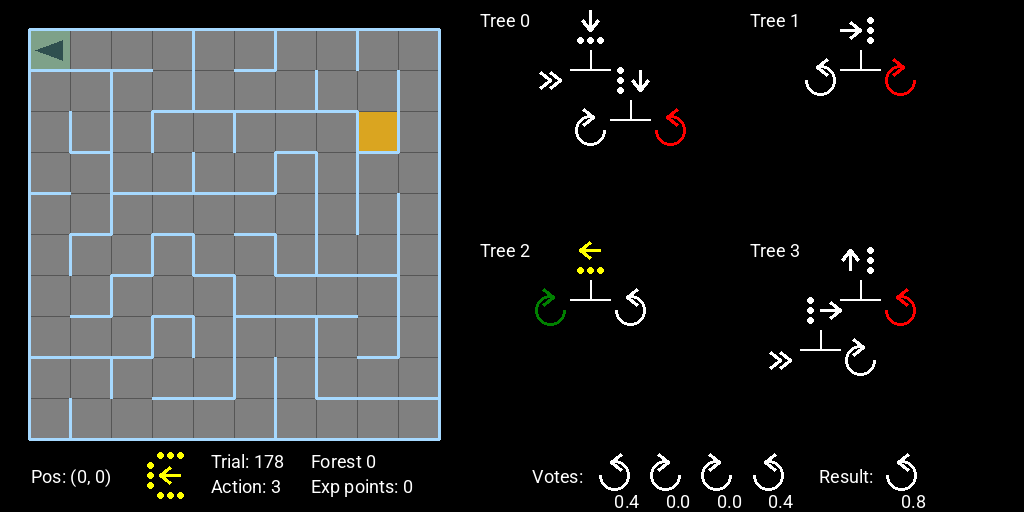 Tree 0
Tree 1
Tree 2
Tree 3
Pos: (0, 0)
Trial: 178
Forest 0
Action: 3
Exp points: 0
Votes:
0.4
0.0
0.0
0.4
Result:
0.8